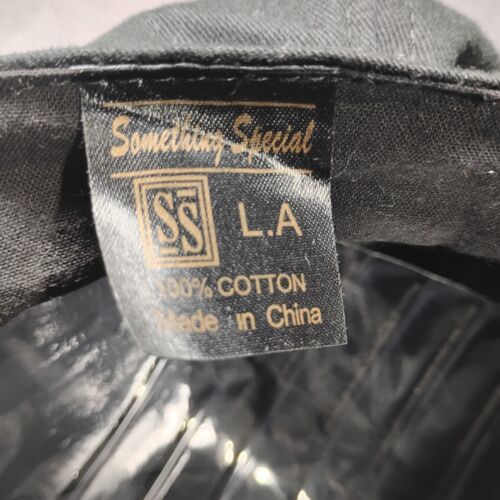 Something Special
SS L.A
100% COTTON
Made in China